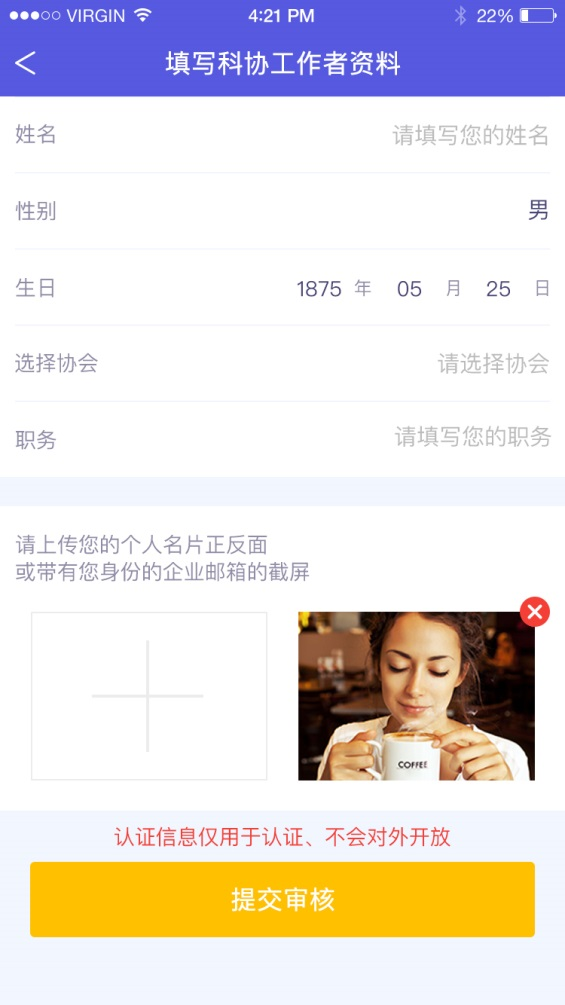 VIRGIN 4:21 PM 22%
填写科协工作者资料
姓名 请填写您的姓名
性别 男
生日 1875 年 05 月 25 日
选择协会 请选择协会
职务 请填写您的职务
请上传您的个人名片正反面
或带有您身份的企业邮箱的截屏
COFFEE
认证信息仅用于认证、不会对外开放
提交审核